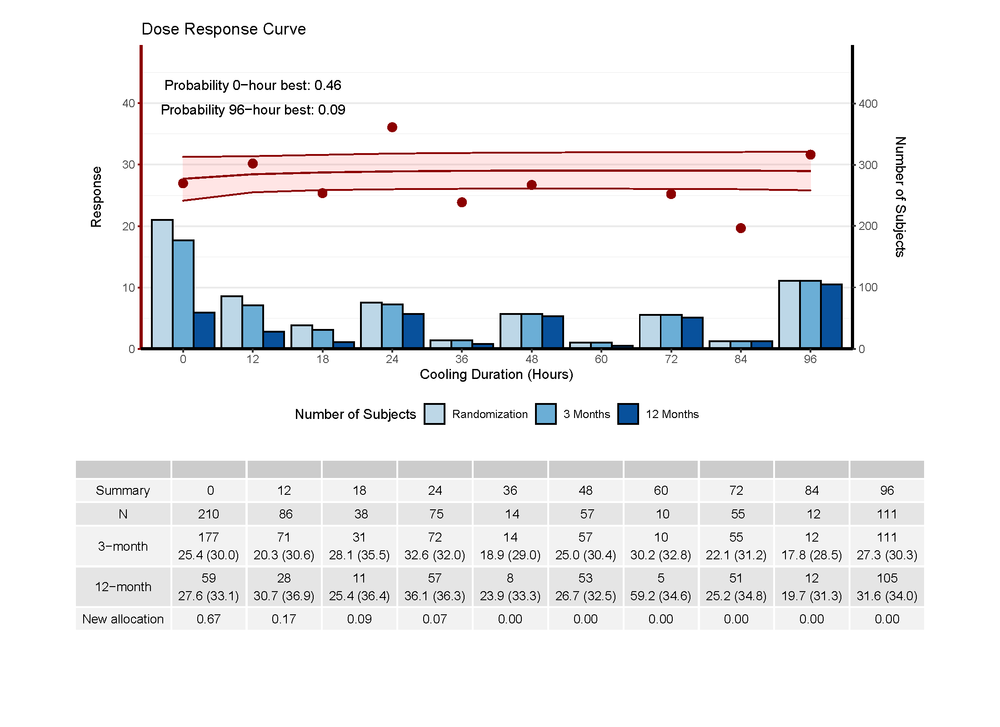 Dose Response Curve
Probability 0−hour best: 0.46
Probability 96−hour best: 0.09
40
30
20
10
0
Response
400
300
200
100
0
Number of Subjects
0 12 18 24 36 48 60 72 84 96
Cooling Duration (Hours)
Number of Subjects Randomization 3 Months 12 Months
Summary 0 12 18 24 36 48 60 72 84 96
N 210 86 38 75 14 57 10 55 12 111
3−month
177 71 31 72 14 57 10 55 12 111
25.4 (30.0) 20.3 (30.6) 28.1 (35.5) 32.6 (32.0) 18.9 (29.0) 25.0 (30.4) 30.2 (32.8) 22.1 (31.2) 17.8 (28.5) 27.3 (30.3)
12−month
59 28 11 57 8 53 5 51 12 105
27.6 (33.1) 30.7 (36.9) 25.4 (36.4) 36.1 (36.3) 23.9 (33.3) 26.7 (32.5) 59.2 (34.6) 25.2 (34.8) 19.7 (31.3) 31.6 (34.0)
New allocation 0.67 0.17 0.09 0.07 0.00 0.00 0.00 0.00 0.00 0.00